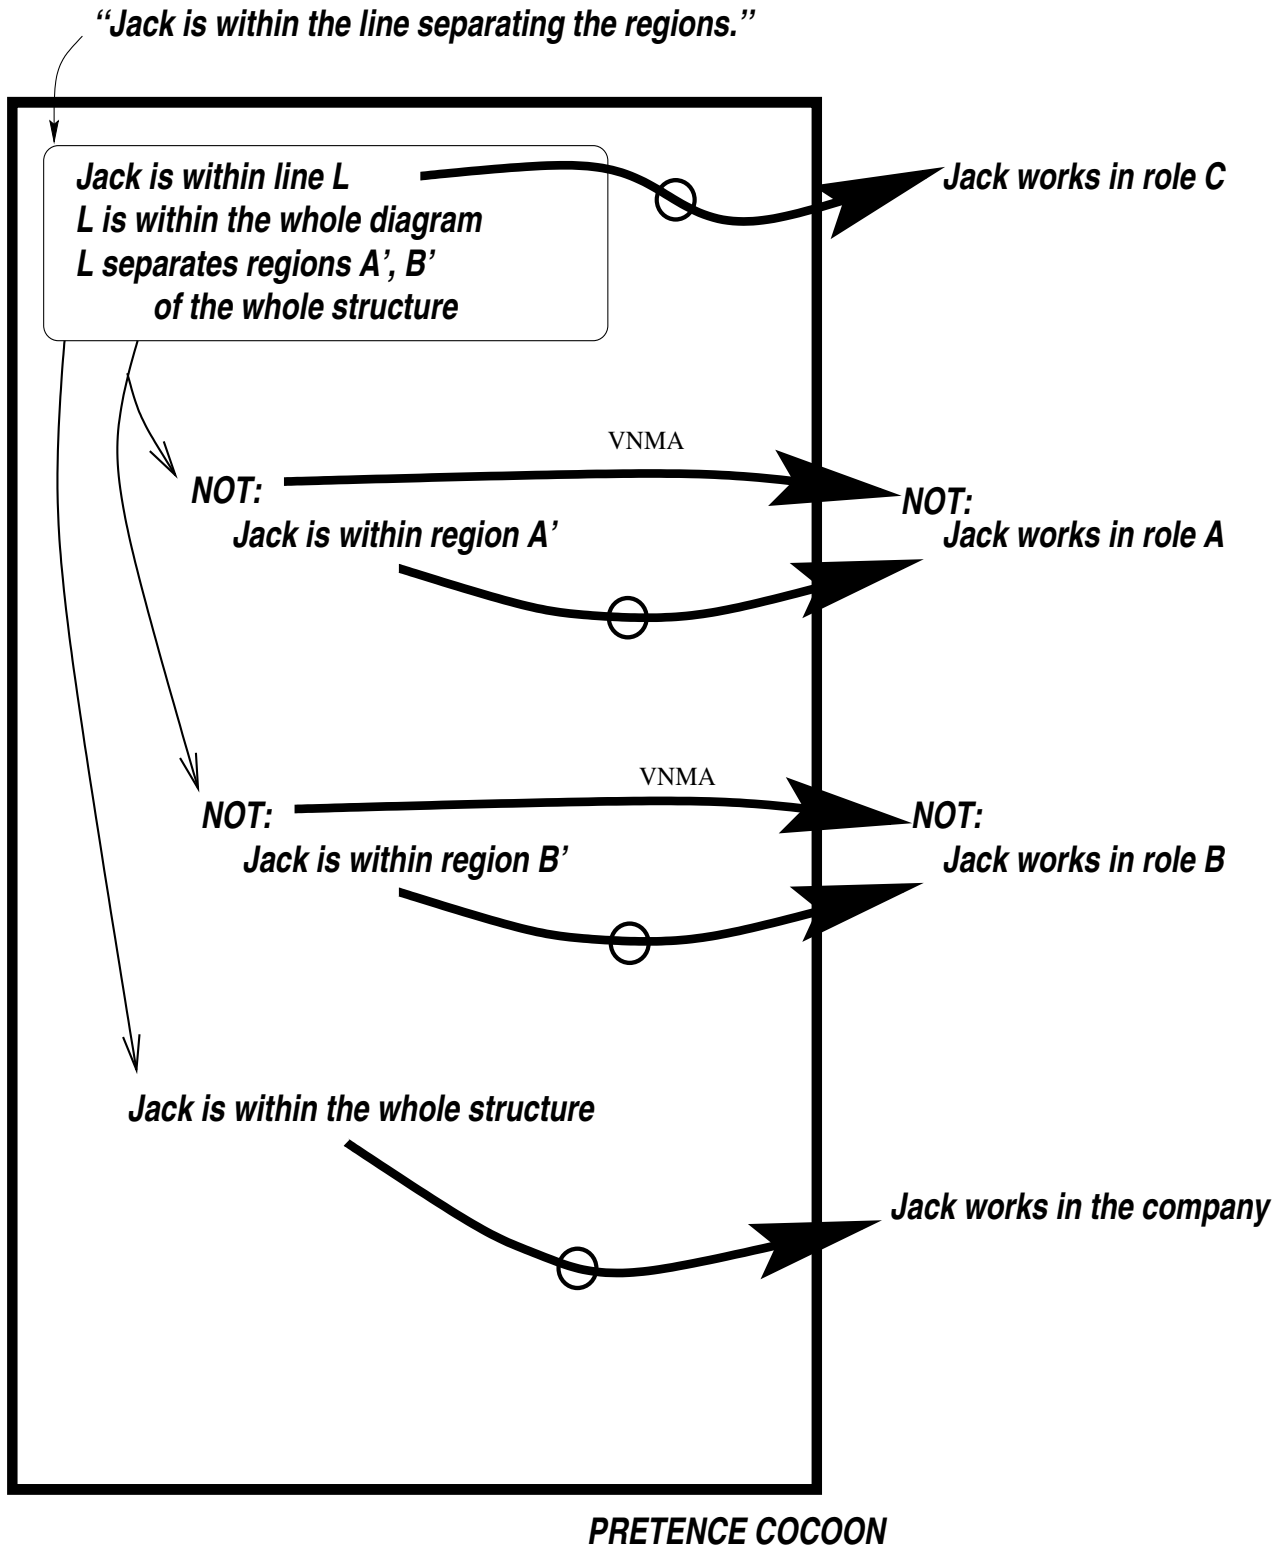 “Jack is within the line separating the regions.”
Jack is within line L
Jack works in role C
L is within the whole diagram
L separates regions A’, B’
of the whole structure
VNMA
NOT:
NOT:
Jack is within region A’
Jack works in role A
VNMA
NOT:
NOT:
Jack is within region B’
Jack works in role B
Jack is within the whole structure
Jack works in the company
PRETENCE COCOON